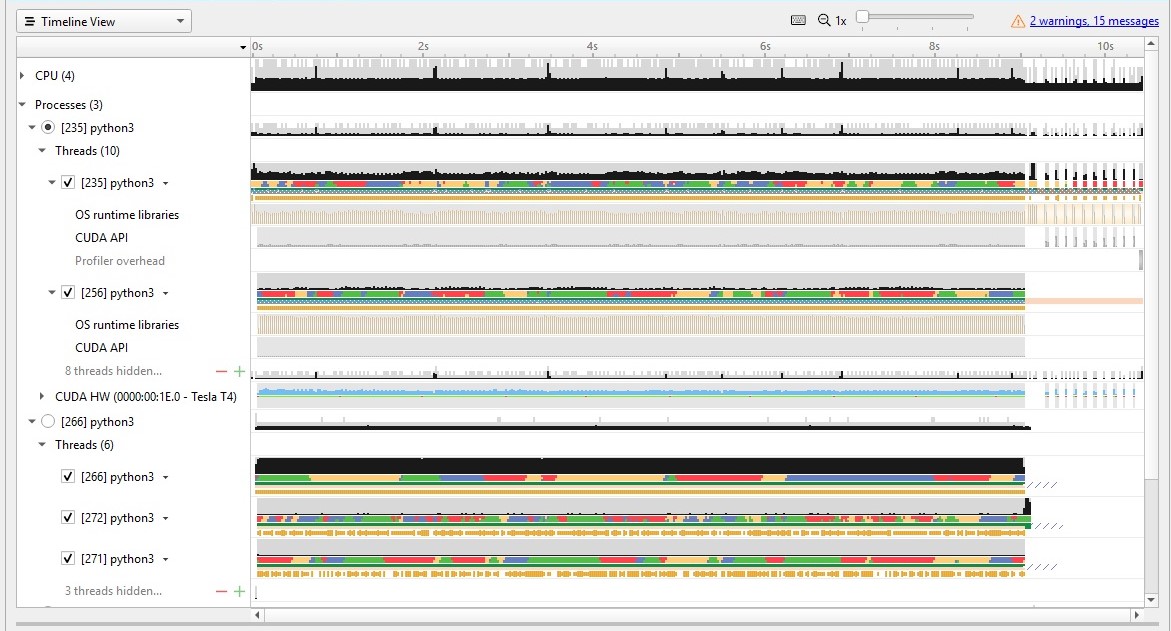 Timeline View
1x
2 warnings, 15 messages
0s 2s 4s 6s 8s 10s
CPU (4)
Processes (3)
[235] python3
Threads (10)
[235] python3
OS runtime libraries
CUDA API
Profiler overhead
[256] python3
OS runtime libraries
CUDA API
8 threads hidden...
CUDA HW (0000:00:1E.0 - Tesla T4)
[266] python3
Threads (6)
[266] python3
[272] python3
[271] python3
3 threads hidden...